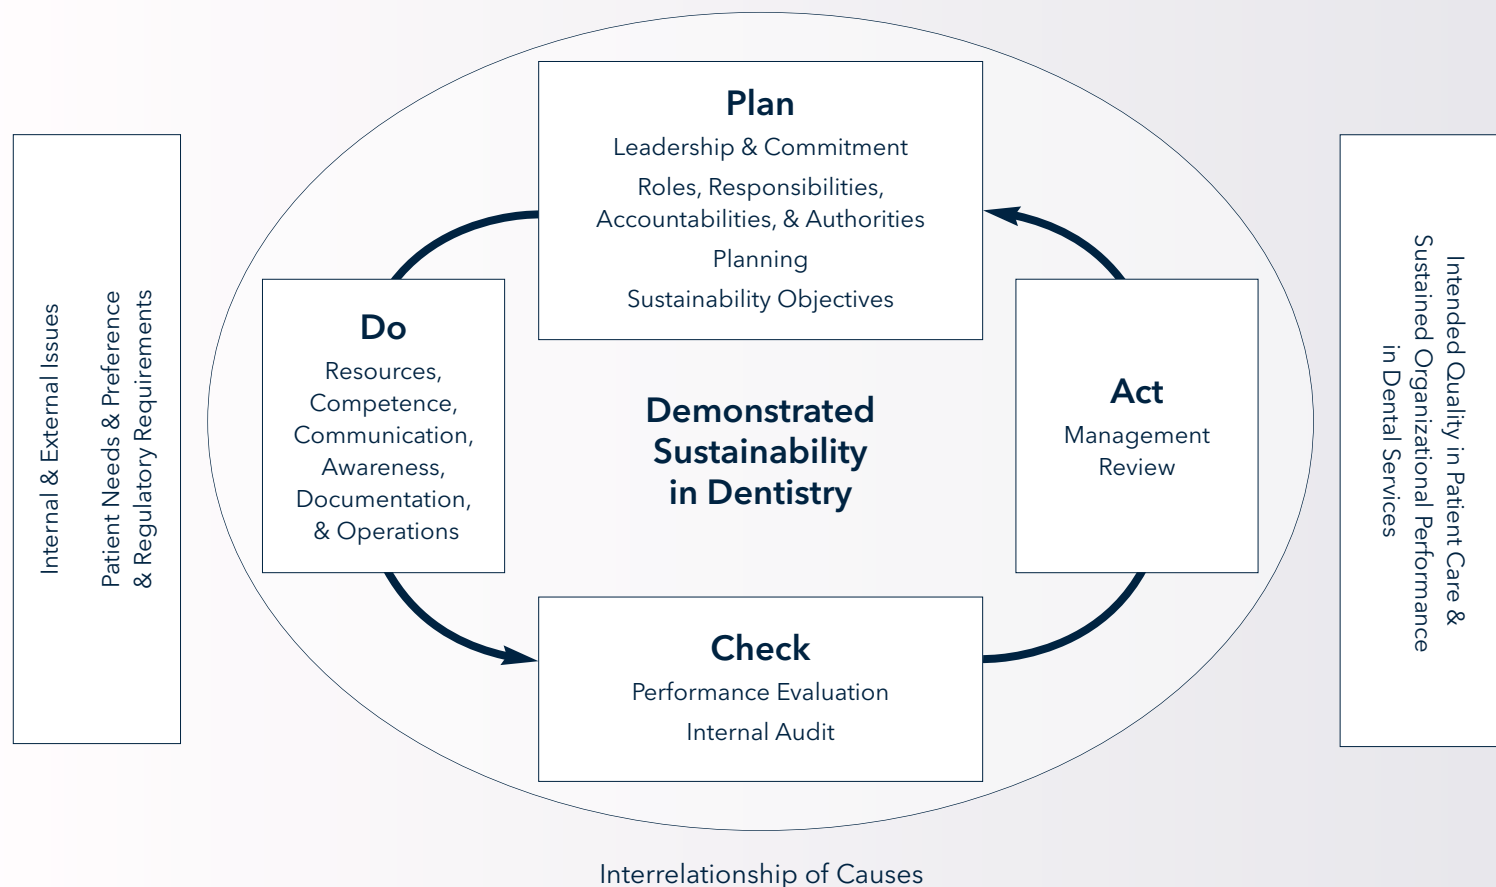 Internal & External Issues
Patient Needs & Preference
& Regulatory Requirements
Plan
Leadership & Commitment
Roles, Responsibilities,
Accountabilities, & Authorities
Planning
Sustainability Objectives
Do
Resources,
Competence,
Communication,
Awareness,
Documentation,
& Operations
Demonstrated
Sustainability
in Dentistry
Act
Management
Review
Check
Performance Evaluation
Internal Audit
Intended Quality in Patient Care &
Sustained Organizational Performance
in Dental Services
Interrelationship of Causes